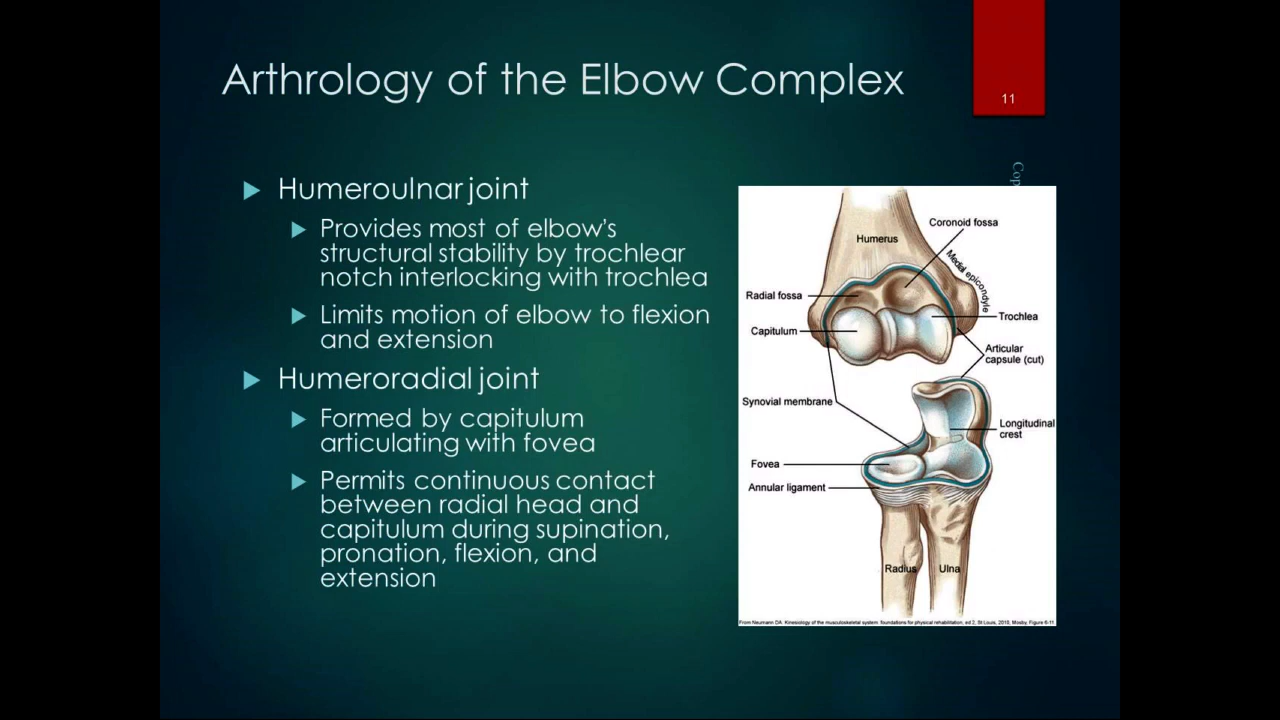 Arthrology of the Elbow Complex
11
Cop
Humeroulnar joint
Provides most of elbow's
structural stability by trochlear
notch interlocking with trochlea
Limits motion of elbow to flexion
and extension
Humeroradial joint
Formed by capitulum
articulating with fovea
Permits continuous contact
between radial head and
capitulum during supination,
pronation, flexion, and
extension
Coronoid fossa
Humerus
Medial epicondyle
Radial fossa
Trochlea
Capitulum
Articular
capsule (cut)
Synovial membrane
Longitudinal
crest
Fovea
Annular ligament
Radius
Ulna
From Neumann DA: Kinesiology of the musculoskeletal system: foundations for physical rehabilitation, ed 2, St Louis, 2010, Mosby, Figure 6-11.